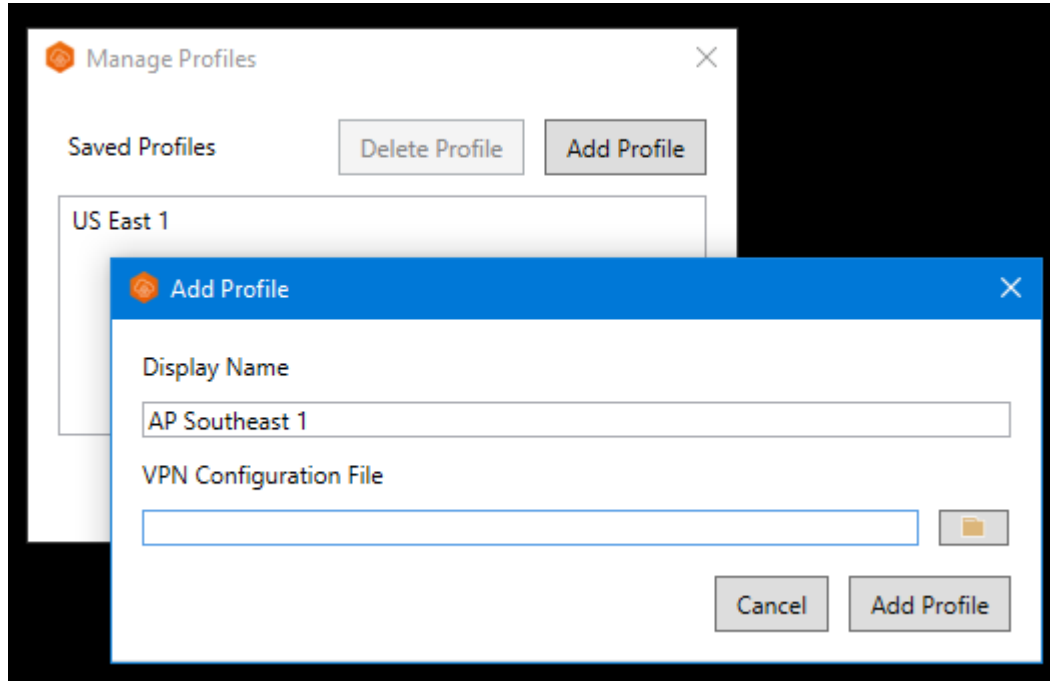 Manage Profiles
Saved Profiles
Delete Profile
Add Profile
US East 1
Add Profile
Display Name
AP Southeast 1
VPN Configuration File
Cancel
Add Profile